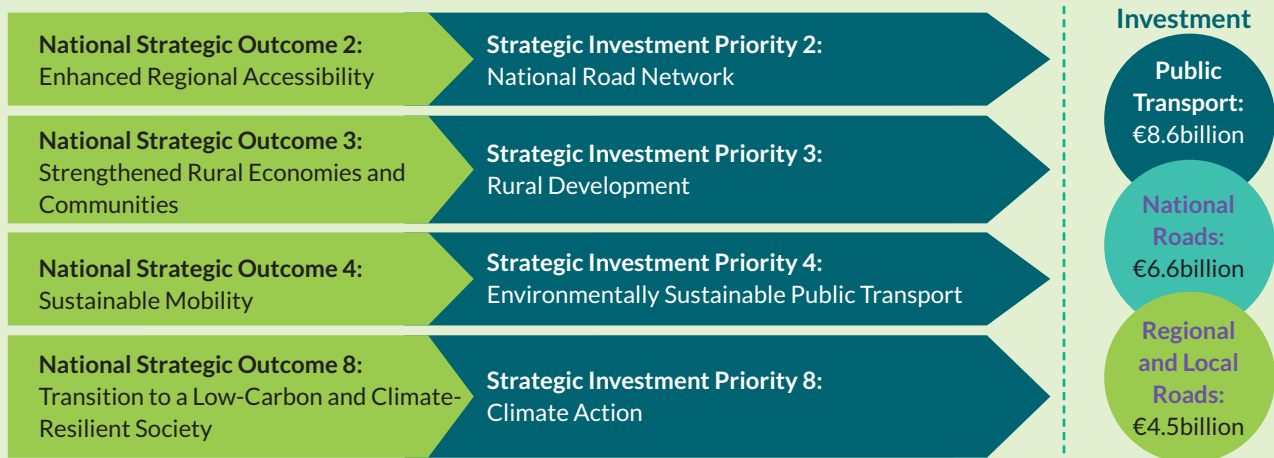 National Strategic Outcome 2:
Enhanced Regional Accessibility
Strategic Investment Priority 2:
National Road Network
National Strategic Outcome 3:
Strengthened Rural Economies and
Communities
Strategic Investment Priority 3:
Rural Development
National Strategic Outcome 4:
Sustainable Mobility
Strategic Investment Priority 4:
Environmentally Sustainable Public Transport
National Strategic Outcome 8:
Transition to a Low-Carbon and Climate-
Resilient Society
Strategic Investment Priority 8:
Climate Action
Investment
Public
Transport:
€8.6billion
National
Roads:
€6.6billion
Regional
and Local
Roads:
€4.5billion